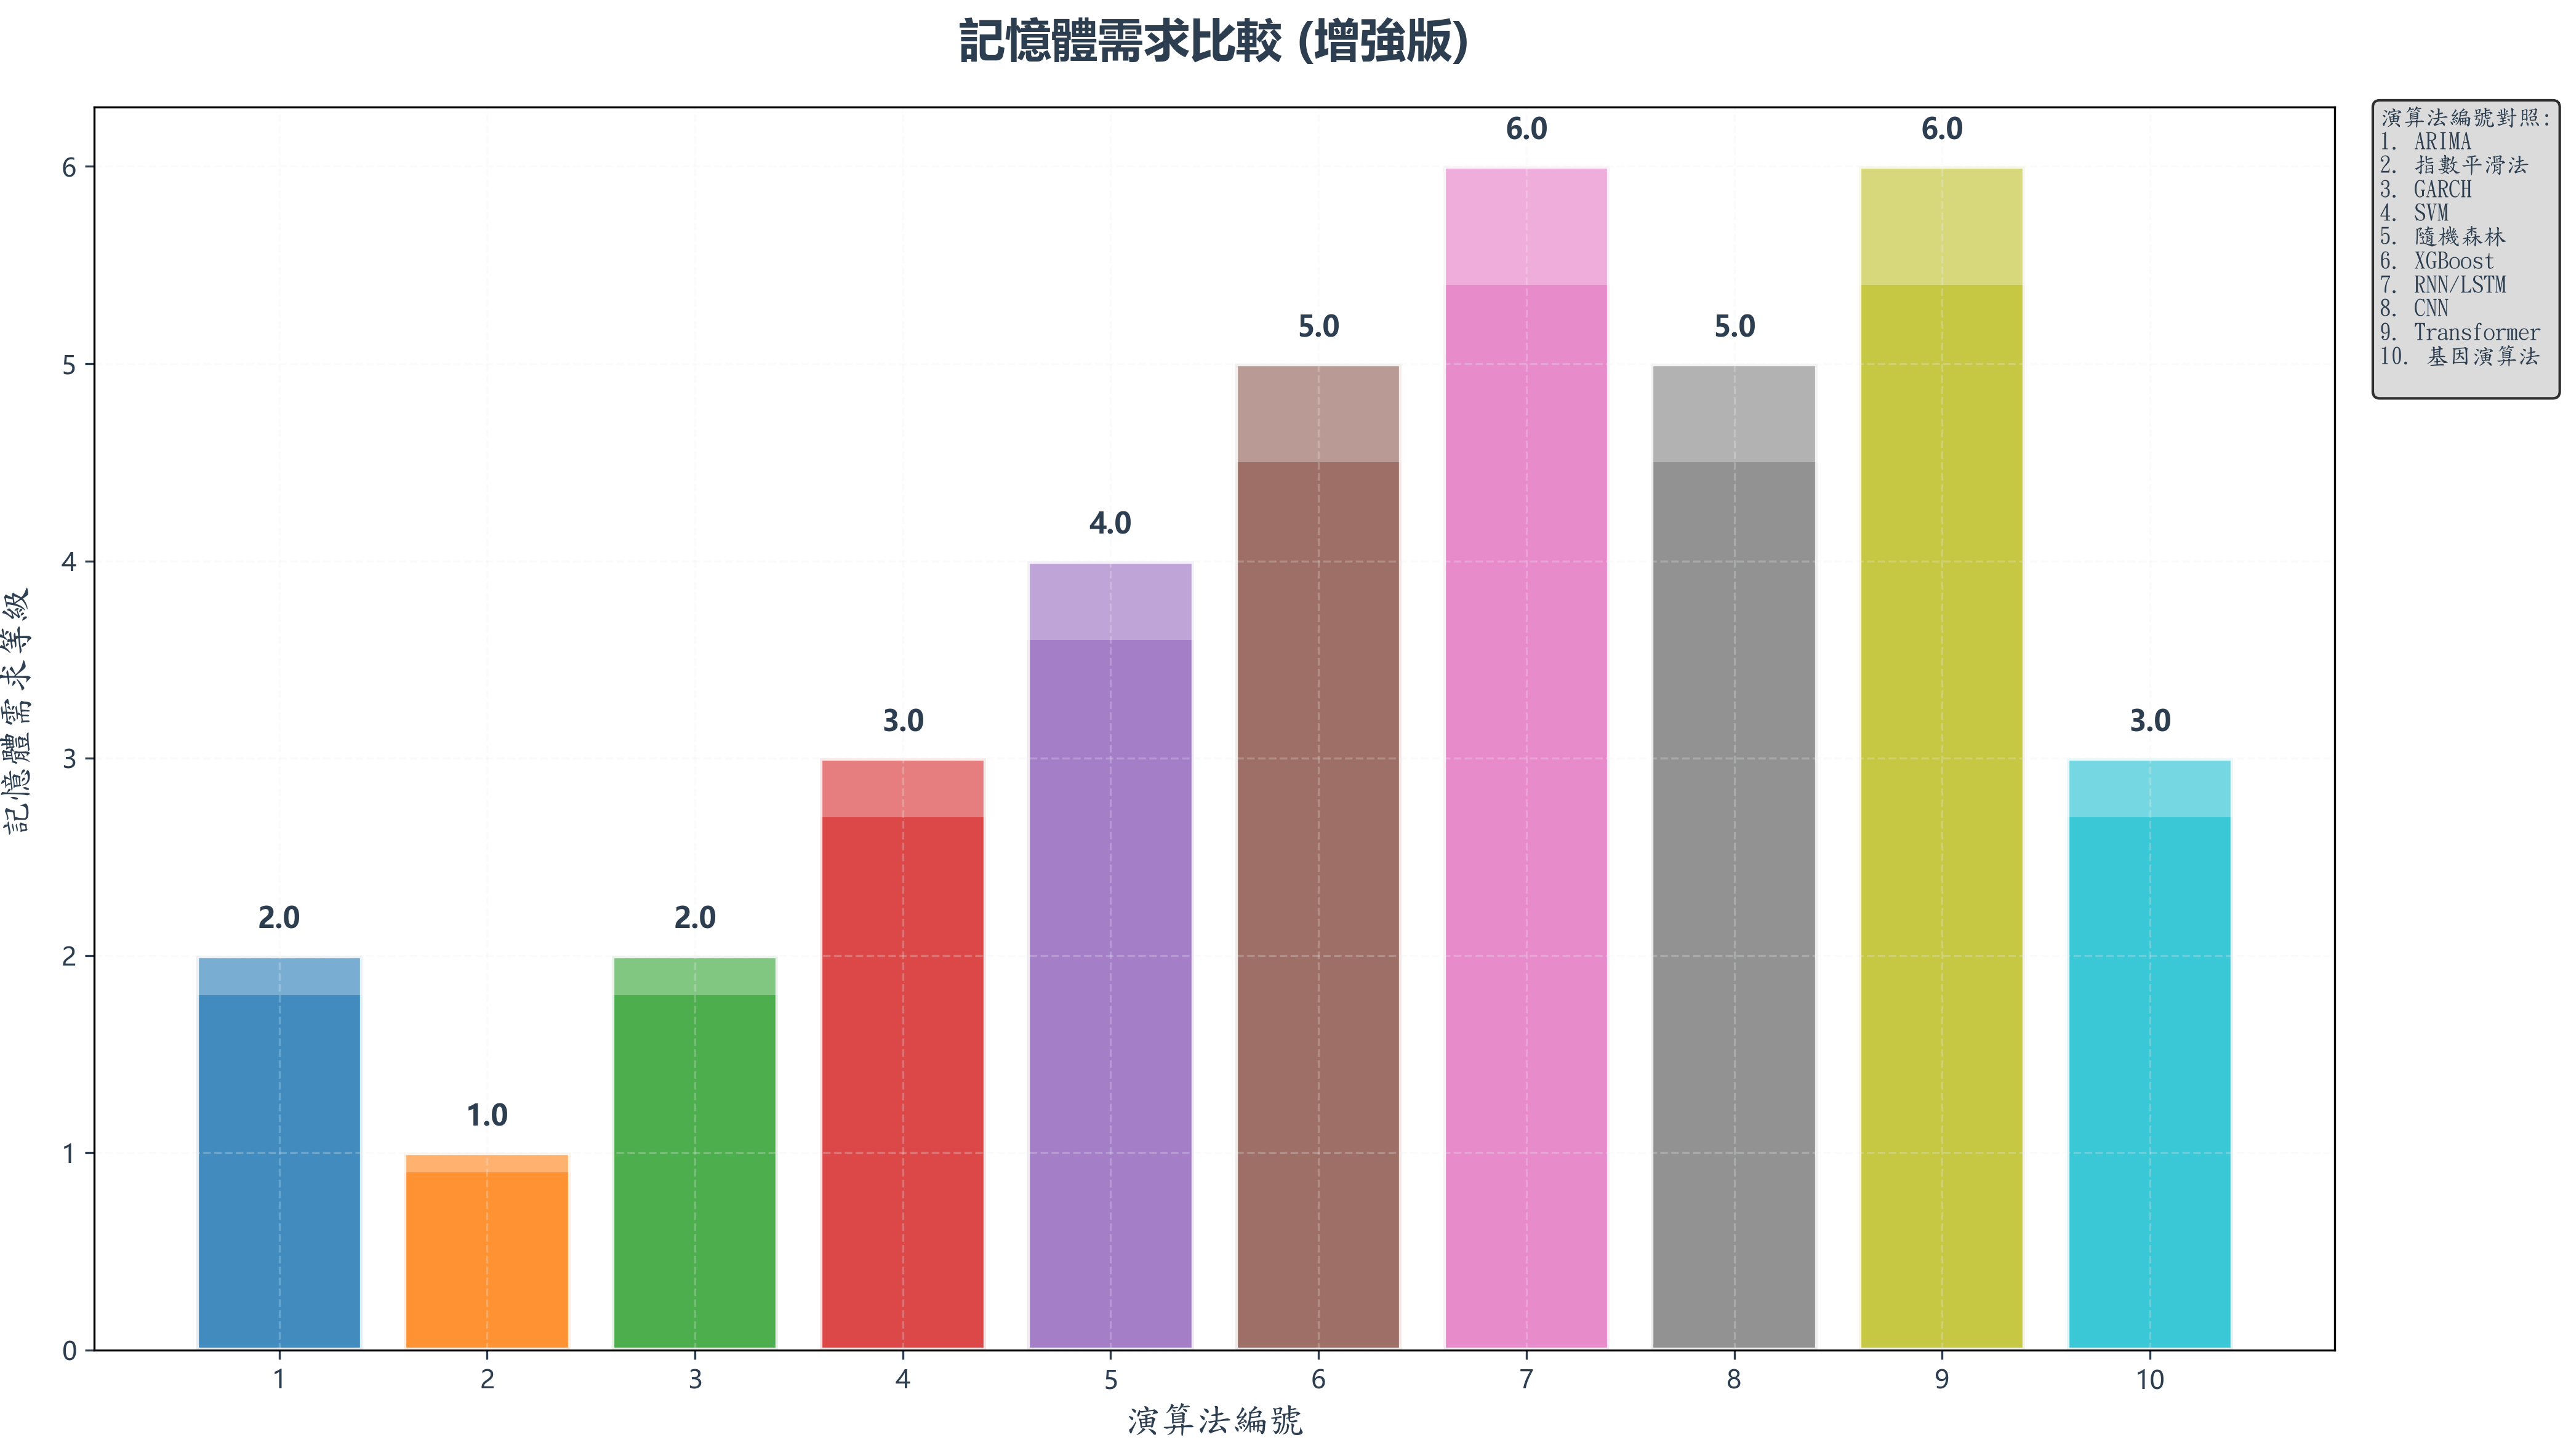 記憶體需求比較 (增強版)
演算法編號對照:
1. ARIMA
2. 指數平滑法
3. GARCH
4. SVM
5. 隨機森林
6. XGBoost
7. RNN/LSTM
8. CNN
9. Transformer
10. 基因演算法
記憶體需求等級
6
5
4
3
2
1
0
2.0
1.0
2.0
3.0
4.0
5.0
6.0
5.0
6.0
3.0
1 2 3 4 5 6 7 8 9 10
演算法編號